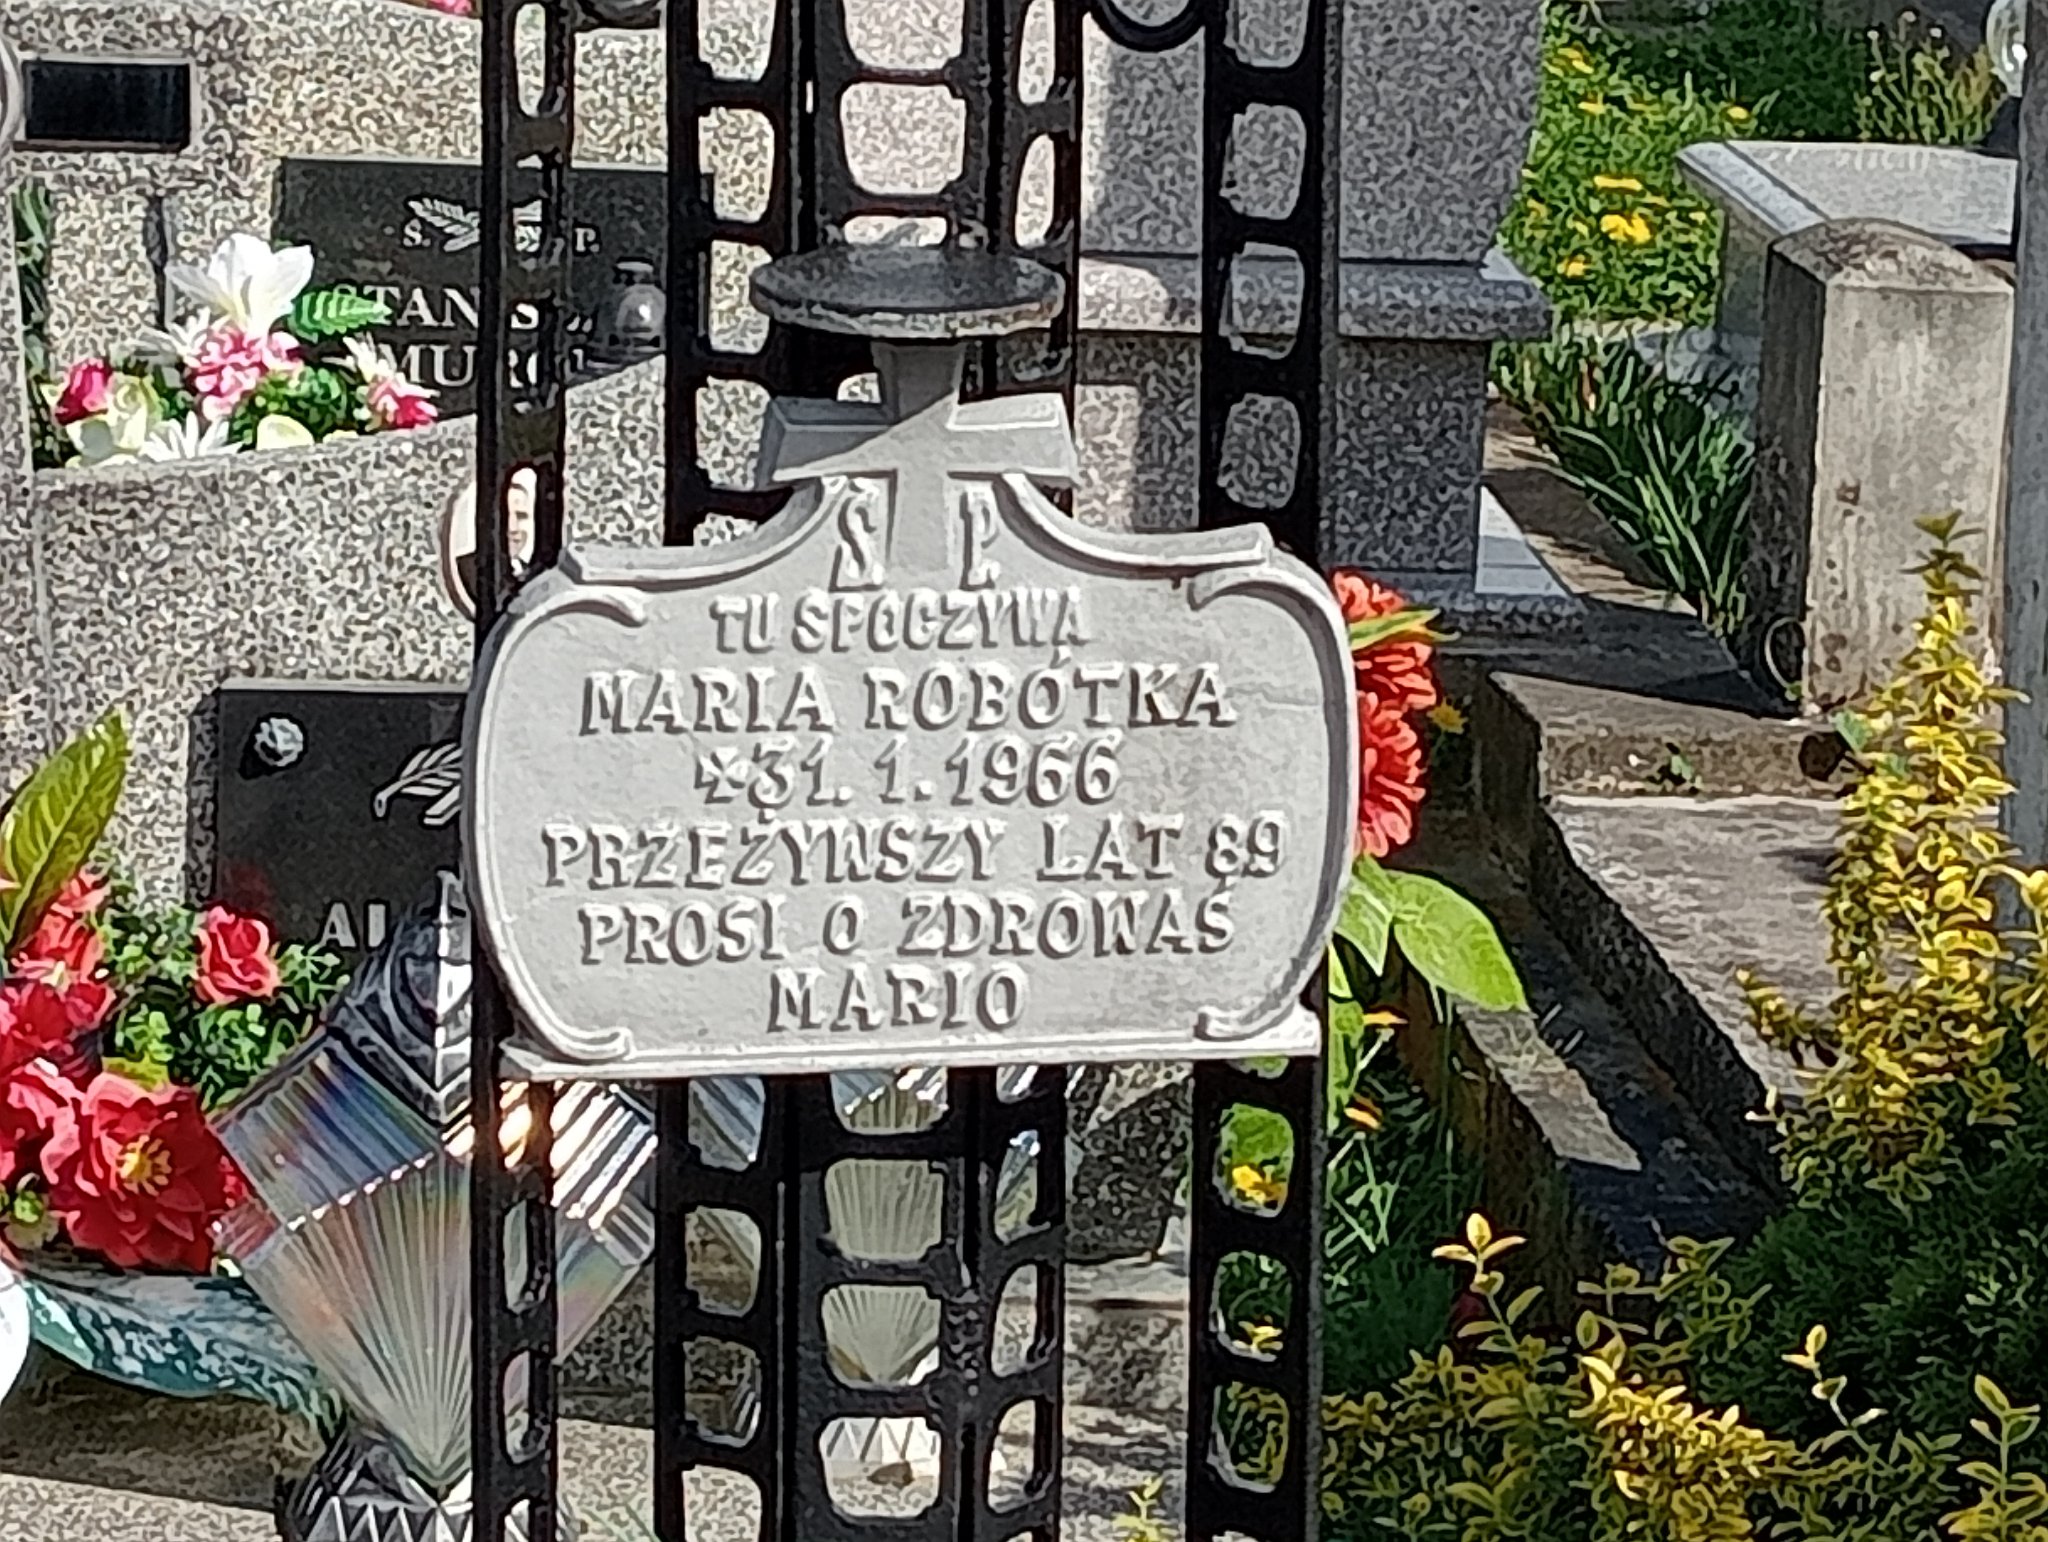 S. P.
TU SPOCZYWA
MARIA ROBÓTKA
✝31. 1. 1966
PRZEŻYWSZY LAT 89
PROSI O ZDROWAŚ
MARIO
Ś. P.